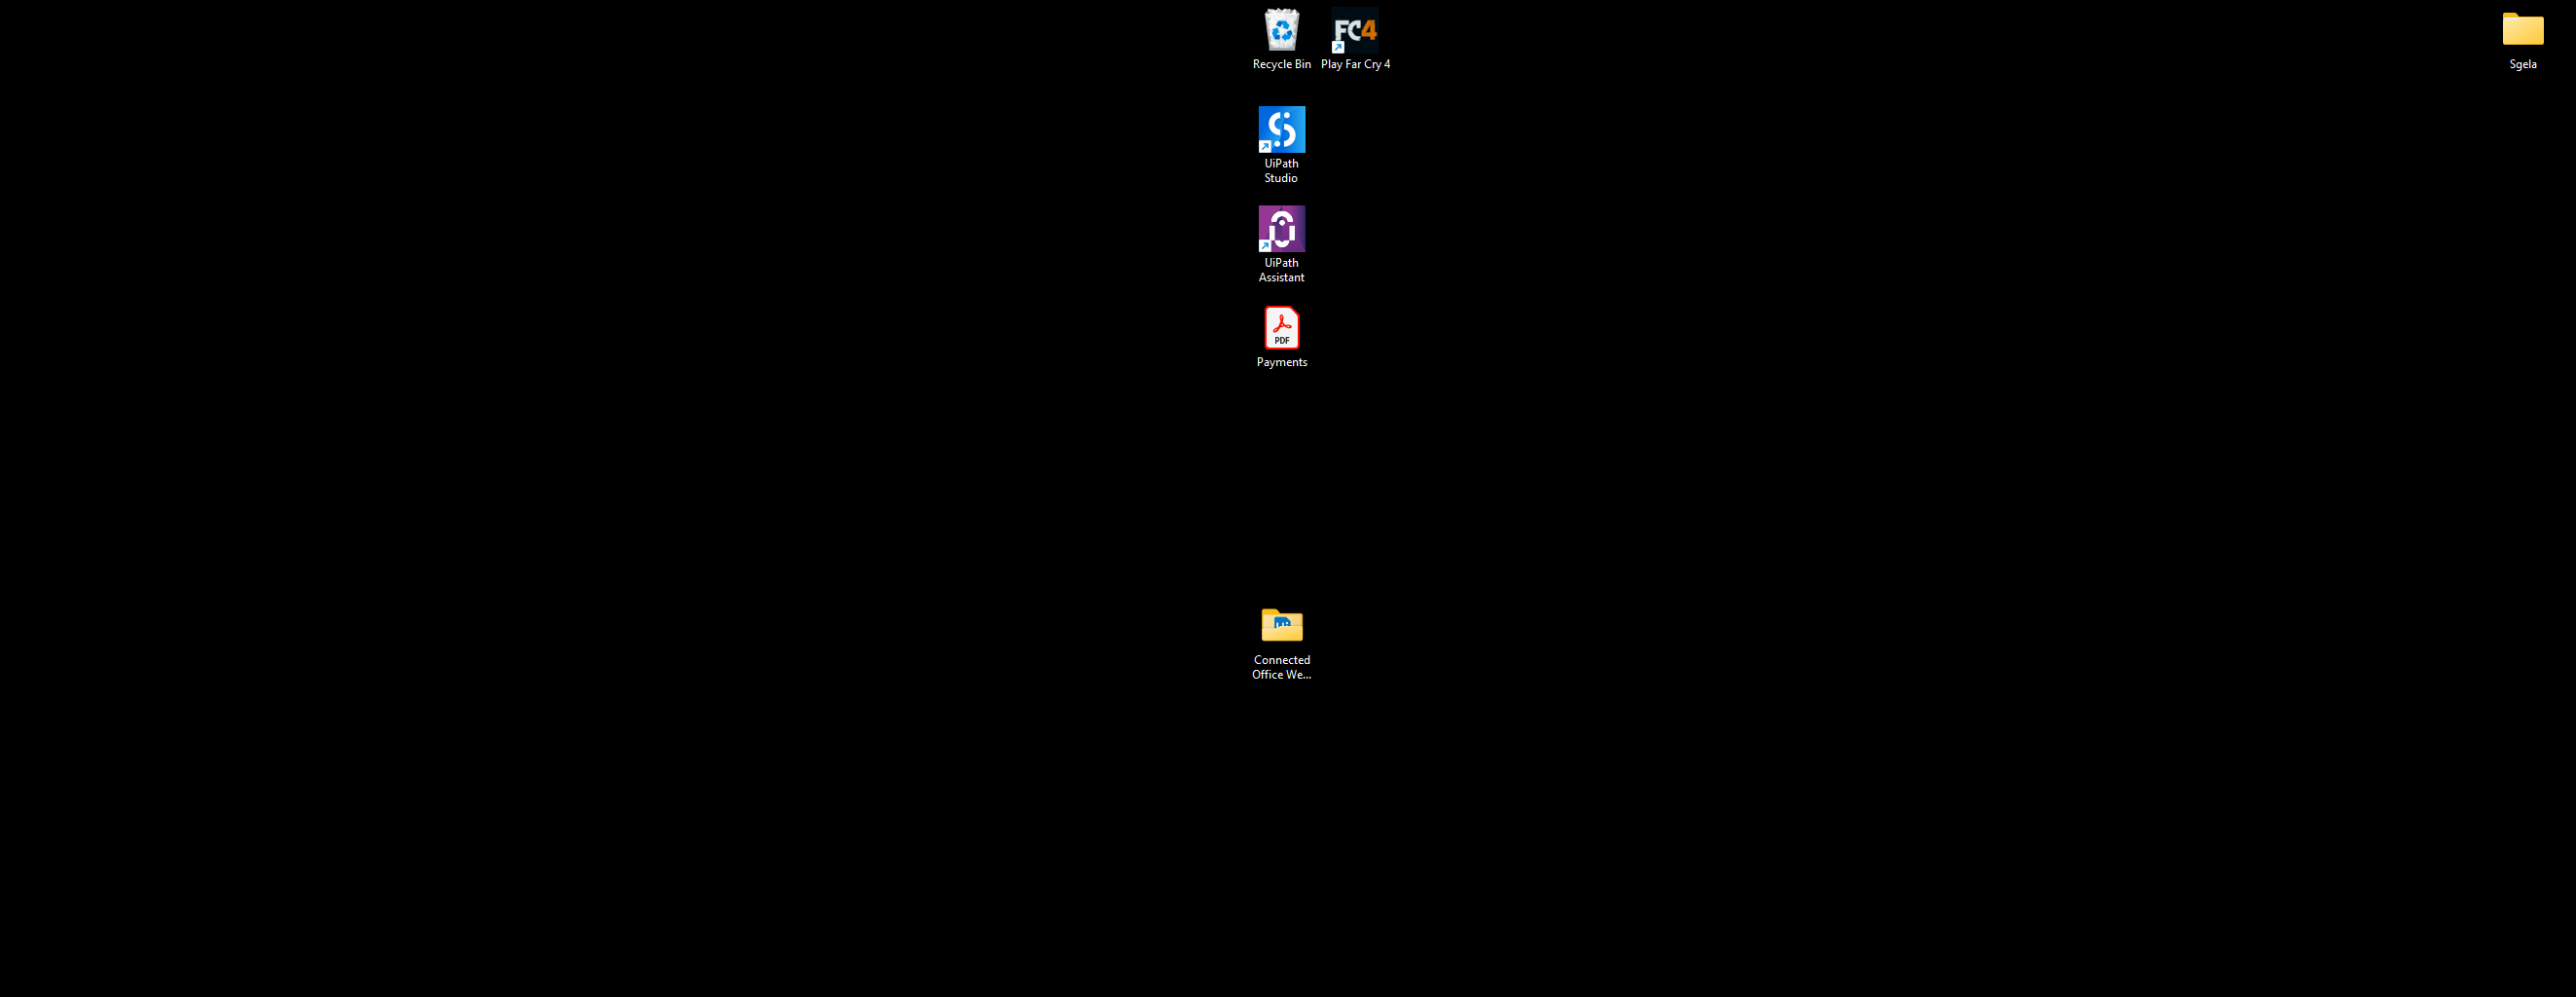 Recycle Bin
FC4
Play Far Cry 4
Sgela
UiPath
Studio
UiPath
Assistant
PDF
Payments
Connected
Office We...